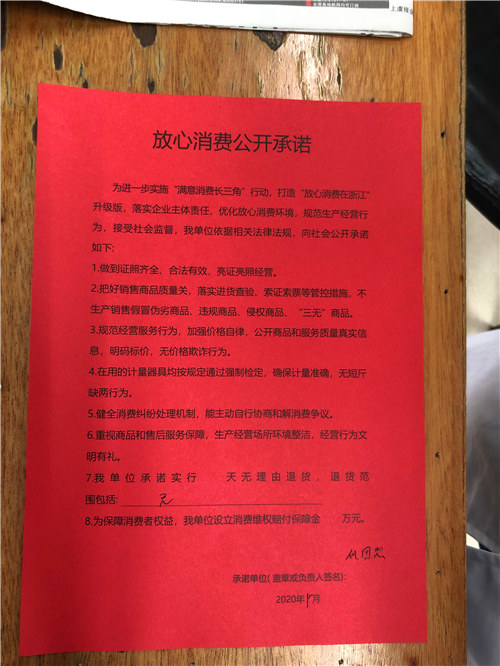 放心消费公开承诺
为进一步实施“满意消费长三角”行动，打造“放心消费在浙江”
升级版，落实企业主体责任，优化放心消费环境，规范生产经营行
为，接受社会监督，我单位依据相关法律法规，向社会公开承诺
如下:
1.做到证照齐全，合法有效，亮证亮照经营。
2.把好销售商品质量关，落实进货查验、索证索票等管控措施，不
生产销售假冒伪劣商品、违规商品、侵权商品、“三无”商品。
3.规范经营服务行为，加强价格自律，公开商品和服务质量真实信
息，明码标价，无价格欺诈行为。
4.在用的计量器具均按规定通过强制检定，确保计量准确，无短斤
缺两行为。
5.健全消费纠纷处理机制，能主动自行协商和解消费争议。
6.重视商品和售后服务保障，生产经营场所环境整洁，经营行为文
明有礼。
7.我单位承诺实行 天无理由退货，退货范
围包括:
8.为保障消费者权益，我单位设立消费维权赔付保障金 万元。
承诺单位(盖章或负责人签名):
2020年 月